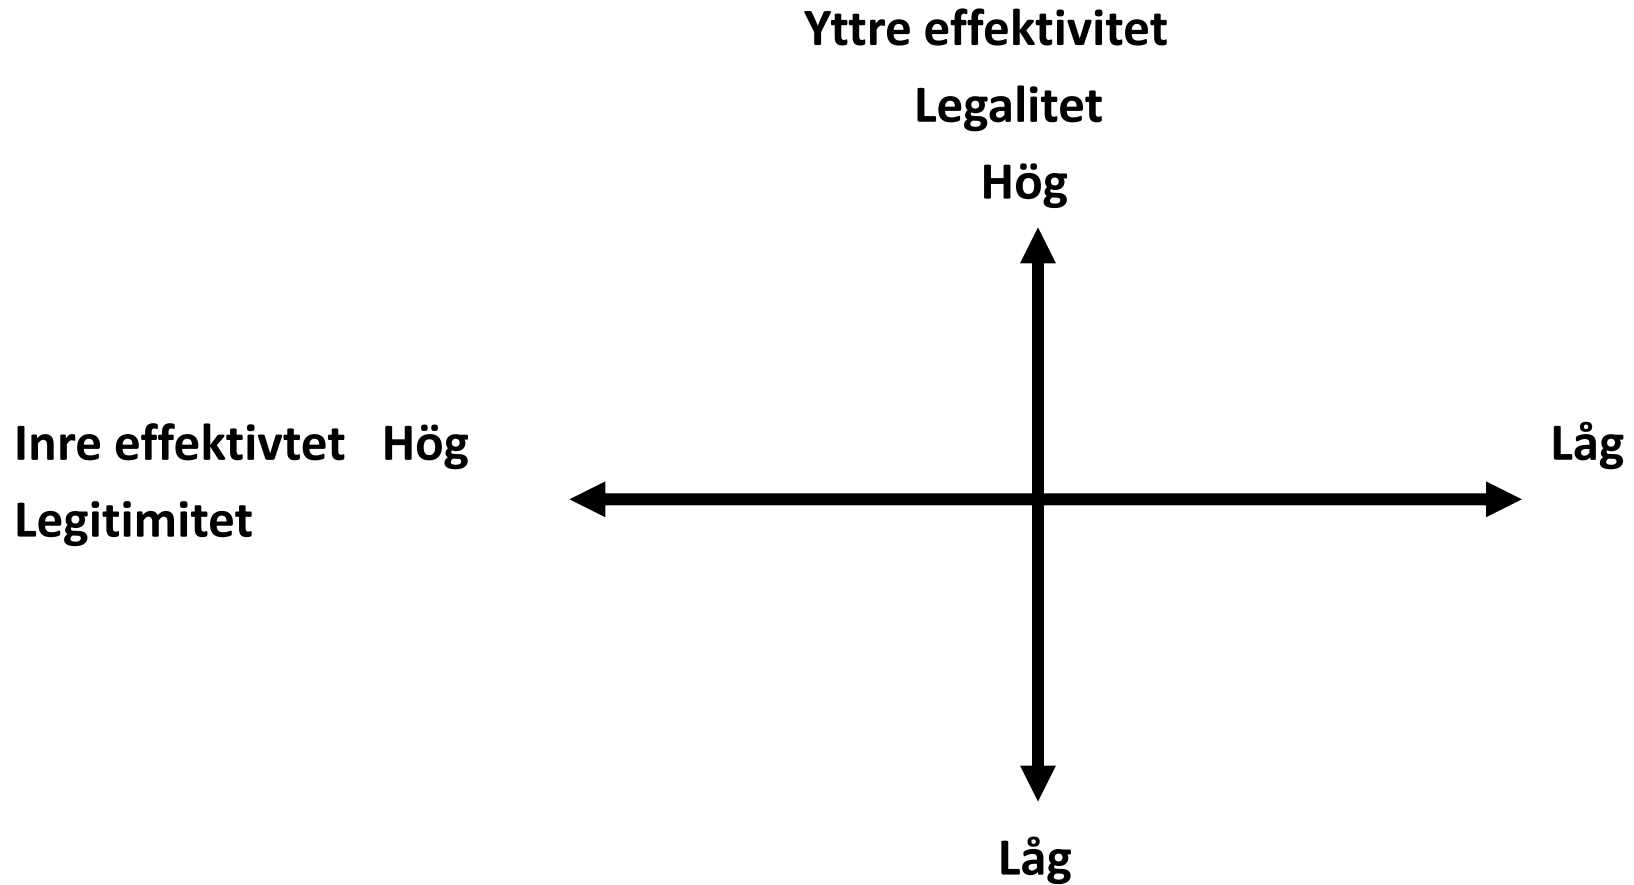 Yttre effektivitet
Legalitet
Hög
Inre effektivtet Hög
Låg
Legitimitet
Låg